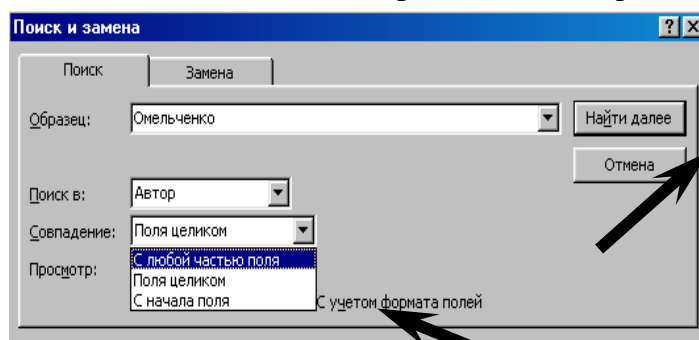 Поиск и замена
Поиск Замена
Образец: Омельченко Найти далее
Отмена
Поиск в: Автор
Совпадение: Поля целиком
С любой частью поля
Просмотр:
Поля целиком
С начала поля
С учетом формата полей